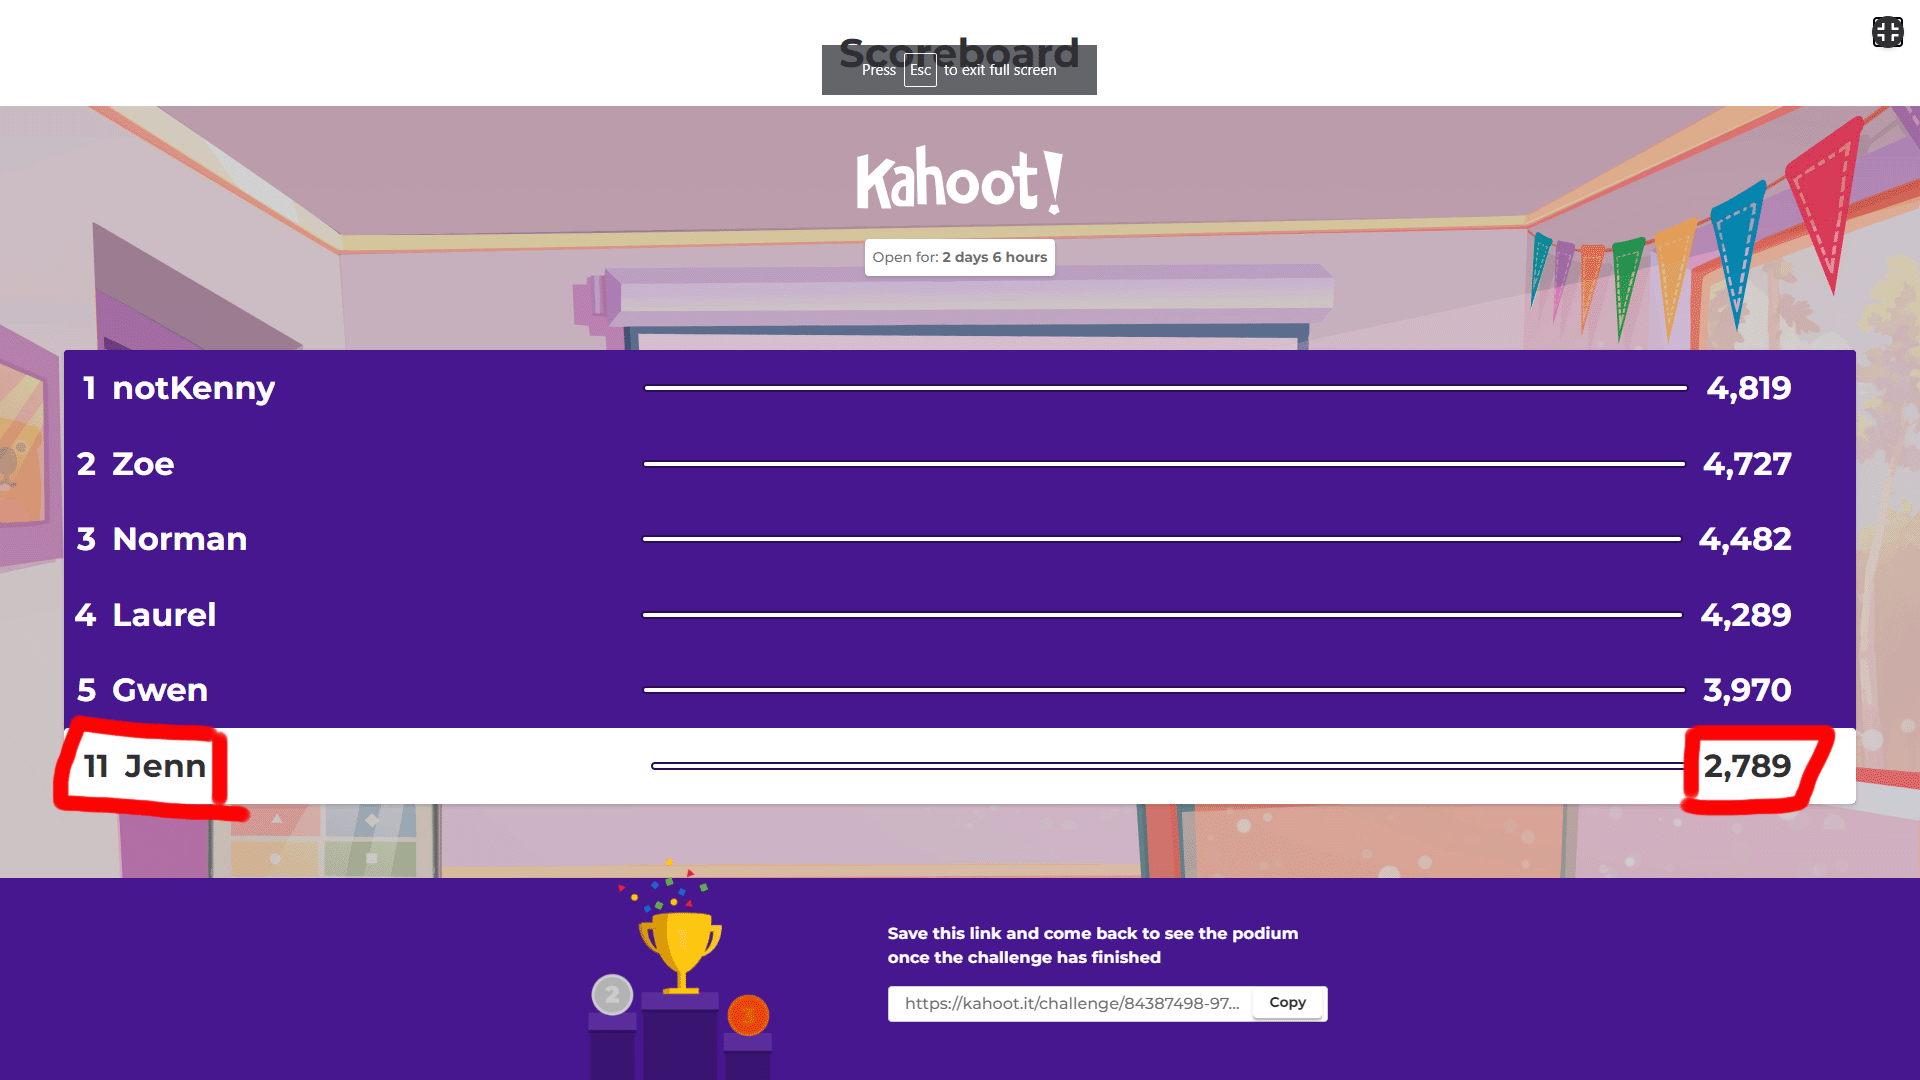 Scoreboard
Press Esc to exit full screen
Kahoot!
Open for: 2 days 6 hours
1 notKenny 4,819
2 Zoe 4,727
3 Norman 4,482
4 Laurel 4,289
5 Gwen 3,970
11 Jenn 2,789
Save this link and come back to see the podium
once the challenge has finished
https://kahoot.it/challenge/84387498-97... Copy
2
3